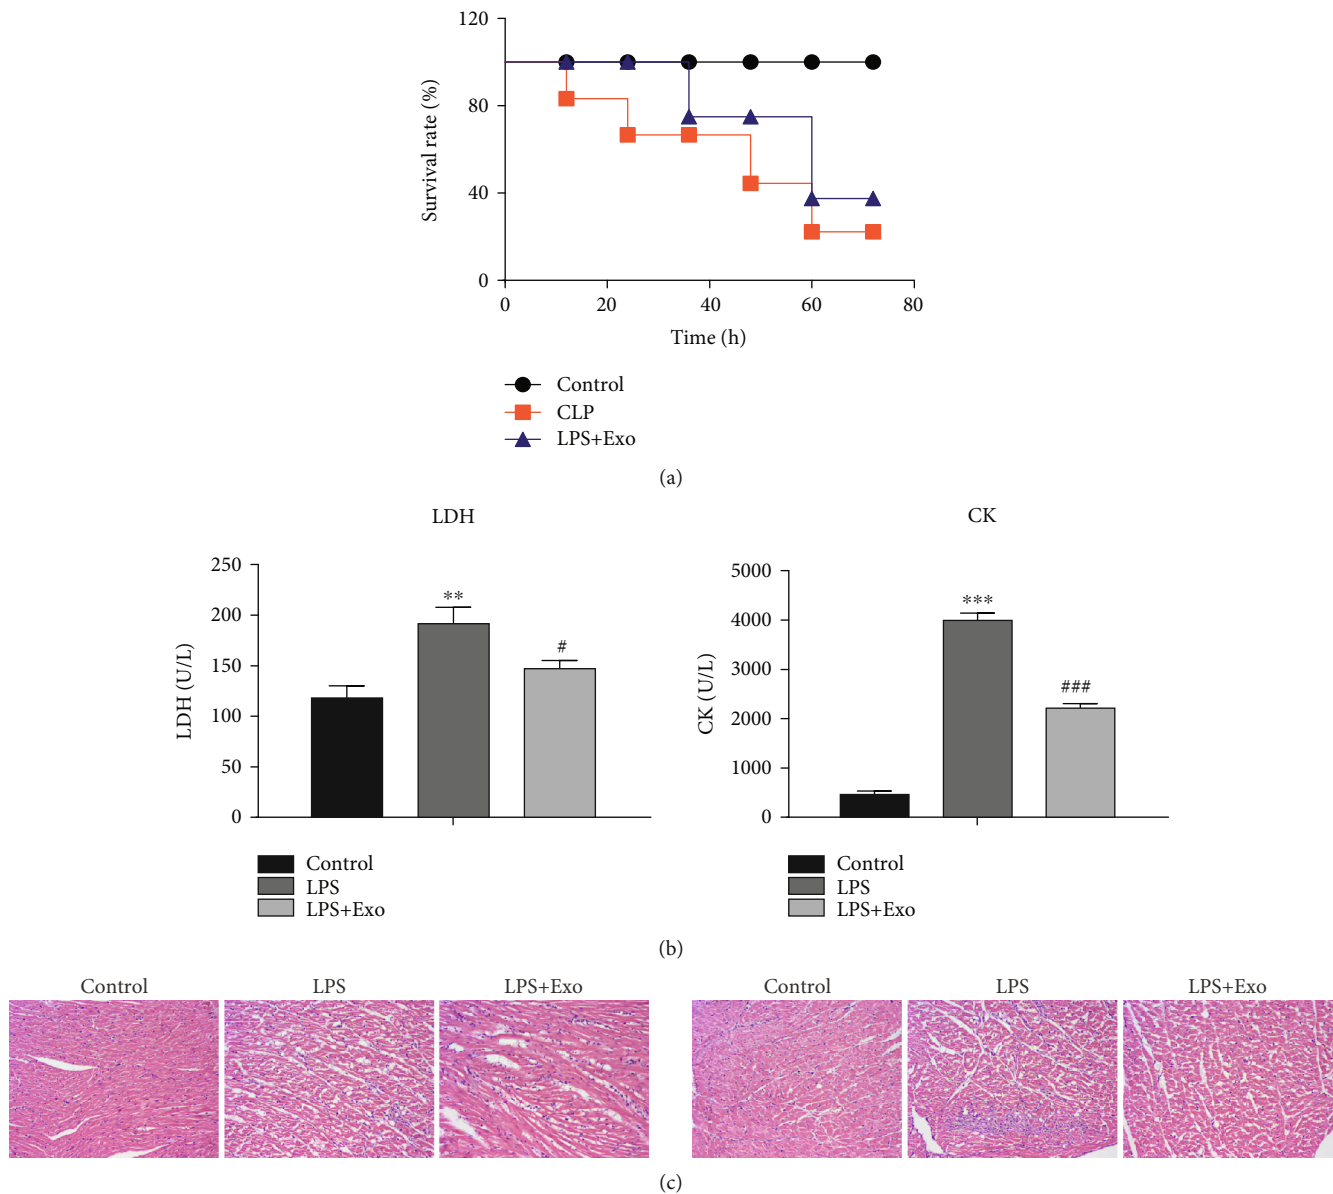 120
80
40
0
Survival rate (%)
0 20 40 60 80
Time (h)
Control
CLP
LPS+Exo
(a)
LDH
250
200
150
100
50
0
LDH (U/L)
**
#
Control
LPS
LPS+Exo
CK
5000
4000
3000
2000
1000
0
CK (U/L)
***
###
Control
LPS
LPS+Exo
(b)
Control LPS LPS+Exo Control LPS LPS+Exo
(c)